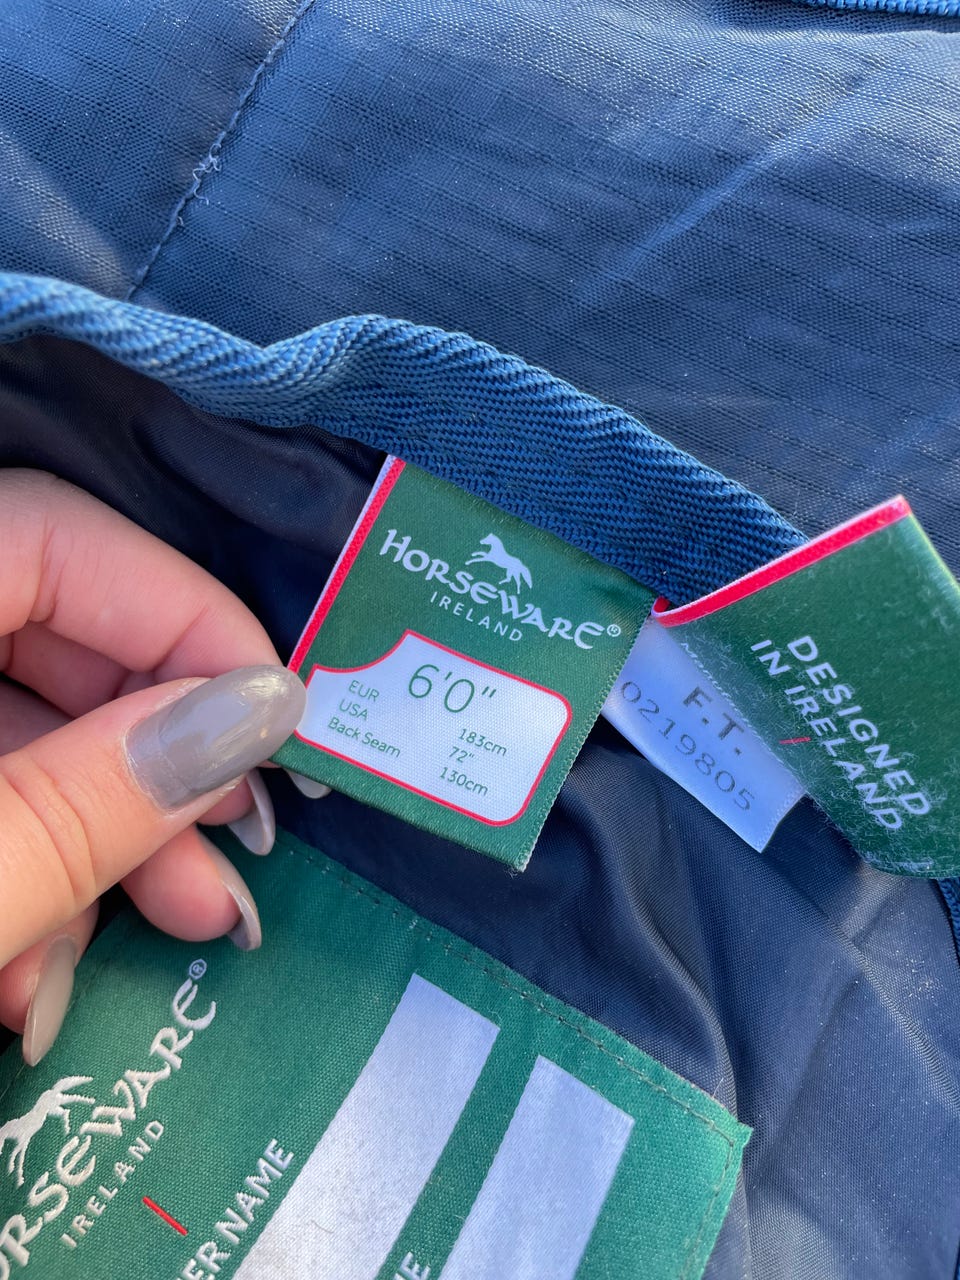 HORSEWARE®
IRELAND
6'0"
EUR 183cm
USA 72"
Back Seam 130cm
F.T.
0219805
DESIGNED
IN IRELAND
HORSEWARE®
IRELAND
NAME